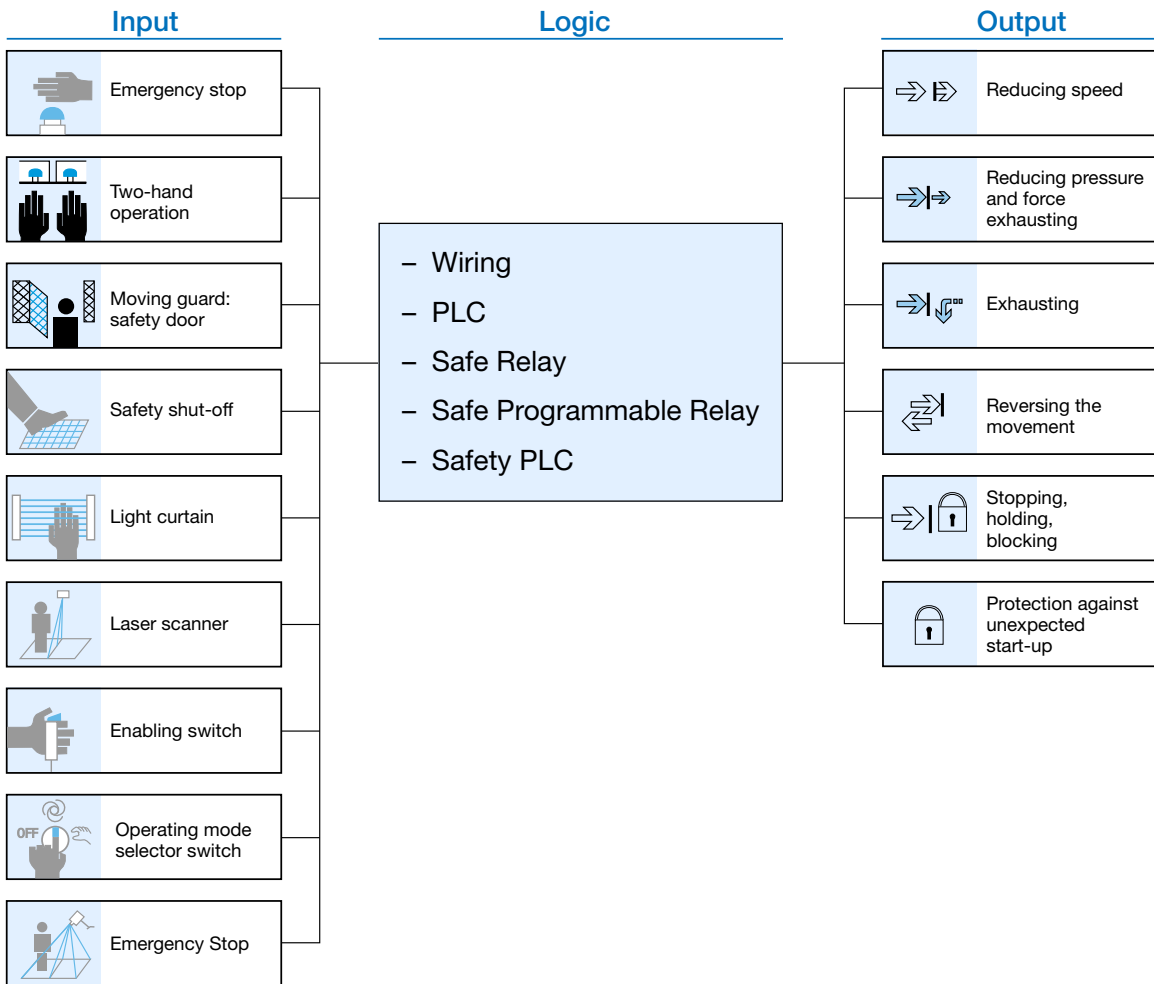 Input
Emergency stop
Two-hand
operation
Moving guard:
safety door
Safety shut-off
Light curtain
Laser scanner
Enabling switch
OFF
Operating mode
selector switch
Emergency Stop
Logic
– Wiring
– PLC
– Safe Relay
– Safe Programmable Relay
– Safety PLC
Output
Reducing speed
Reducing pressure
and force
exhausting
Exhausting
Reversing the
movement
Stopping,
holding,
blocking
Protection against
unexpected
start-up